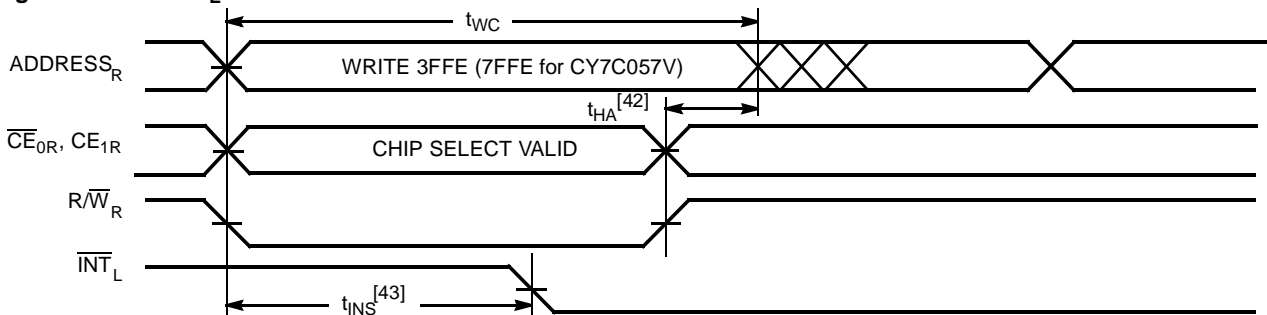 t_WC
ADDRESS_R
WRITE 3FFE (7FFE for CY7C057V)
t_HA[42]
CE_0R, CE_1R
CHIP SELECT VALID
R/W_R
INT_L
t_INS[43]